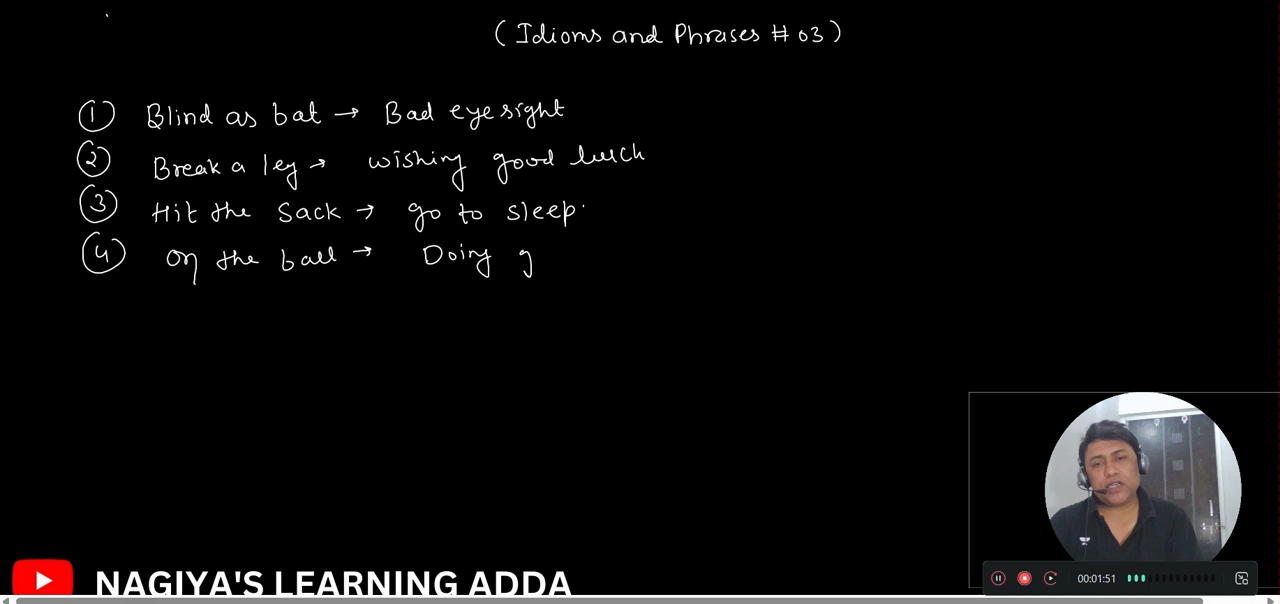 (Idioms and Phrases # 03)
① Blind as bat → Bad eyesight
② Break a leg → wishing good luck
③ Hit the Sack → go to sleep.
④ on the ball → Doing g
00:01:51
NAGIYA'S LEARNING ADDA